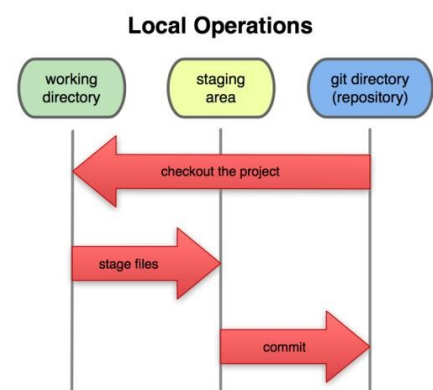 Local Operations
working
directory
staging
area
git directory
(repository)
checkout the project
stage files
commit